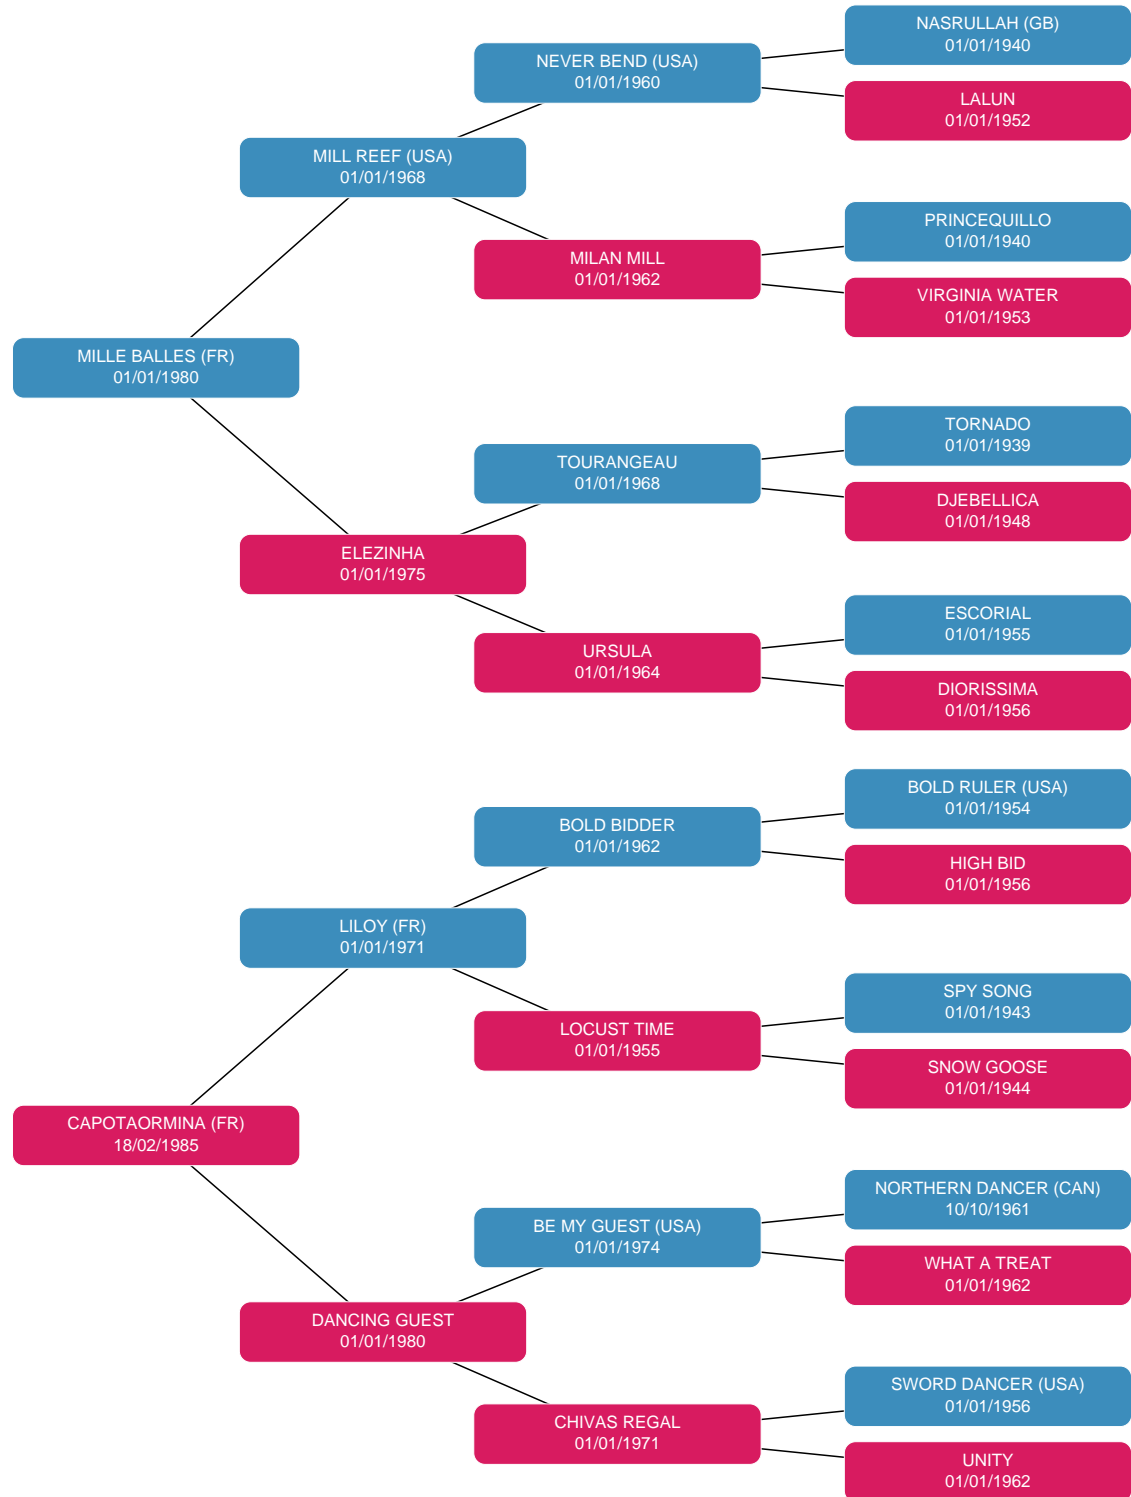 NASRULLAH (GB)
01/01/1940
NEVER BEND (USA)
01/01/1960
LALUN
01/01/1952
MILL REEF (USA)
01/01/1968
PRINCEQUILLO
01/01/1940
MILAN MILL
01/01/1962
VIRGINIA WATER
01/01/1953
MILLE BALLES (FR)
01/01/1980
TORNADO
01/01/1939
TOURANGEAU
01/01/1968
DJEBELLICA
01/01/1948
ELEZINHA
01/01/1975
ESCORIAL
01/01/1955
URSULA
01/01/1964
DIORISSIMA
01/01/1956
BOLD RULER (USA)
01/01/1954
BOLD BIDDER
01/01/1962
HIGH BID
01/01/1956
LILOY (FR)
01/01/1971
SPY SONG
01/01/1943
LOCUST TIME
01/01/1955
SNOW GOOSE
01/01/1944
CAPOTAORMINA (FR)
18/02/1985
NORTHERN DANCER (CAN)
10/10/1961
BE MY GUEST (USA)
01/01/1974
WHAT A TREAT
01/01/1962
DANCING GUEST
01/01/1980
SWORD DANCER (USA)
01/01/1956
CHIVAS REGAL
01/01/1971
UNITY
01/01/1962